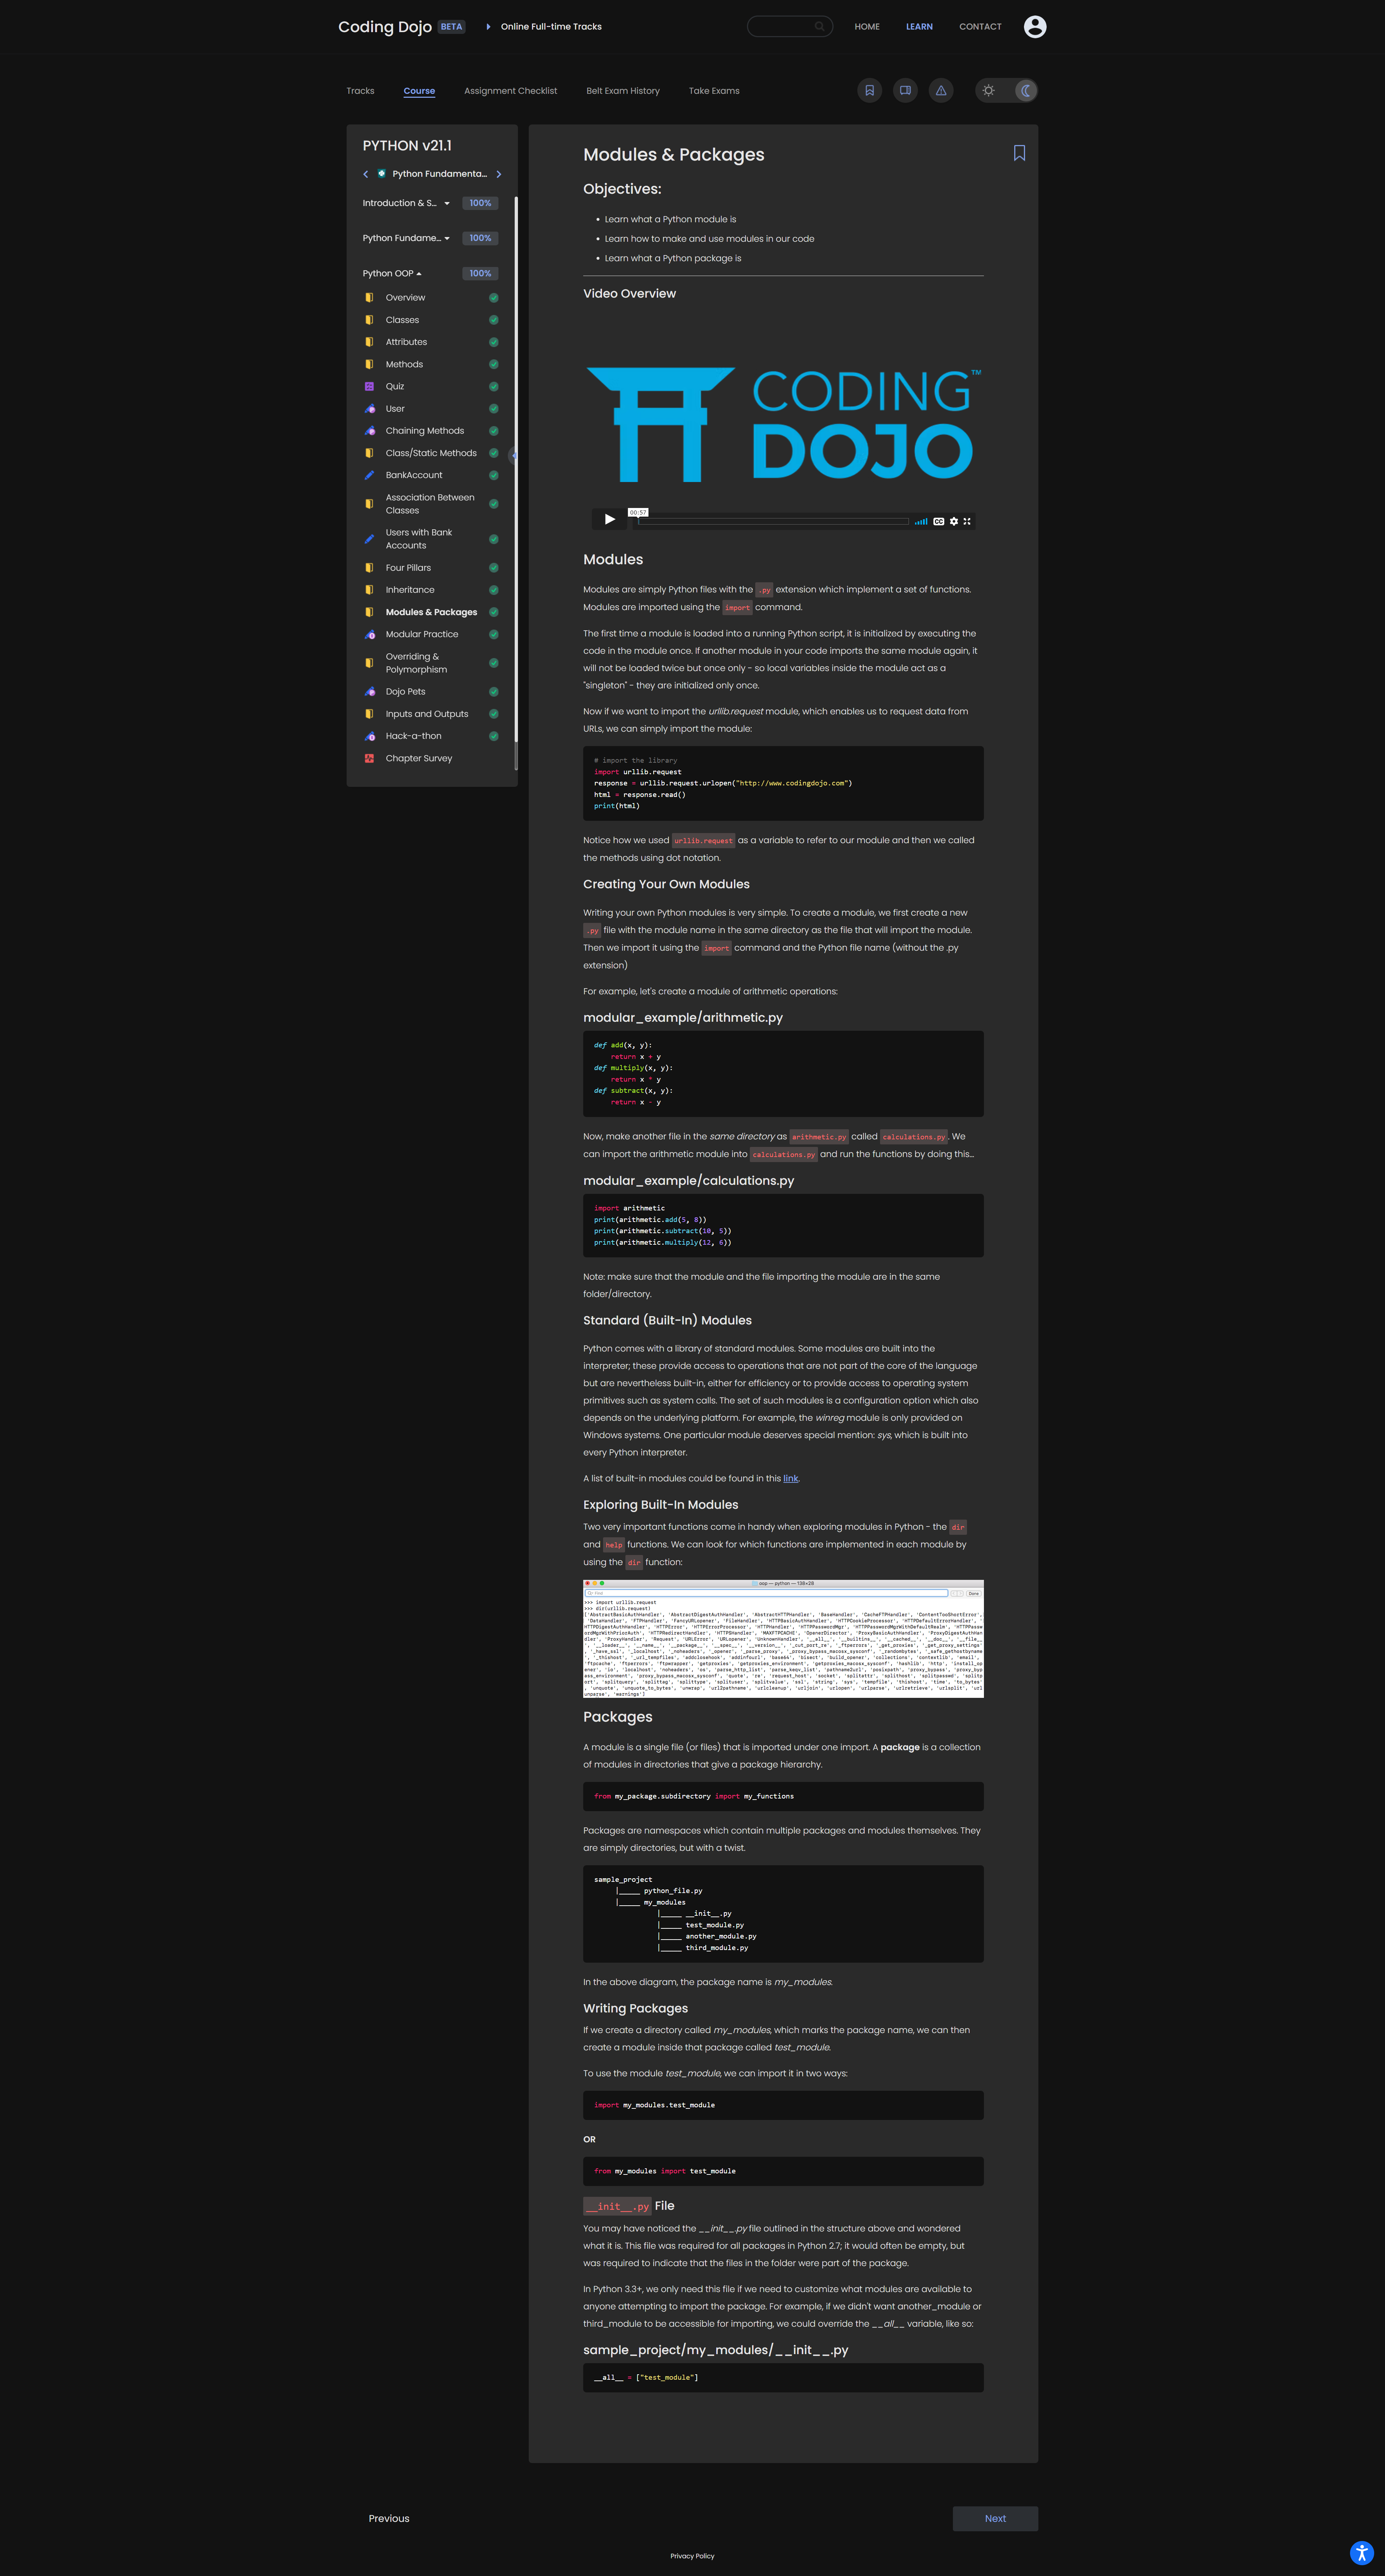 Coding Dojo BETA
Online Full-time Tracks
HOME
LEARN
CONTACT
Tracks
Course
Assignment Checklist
Belt Exam History
Take Exams
PYTHON v21.1
Python Fundamenta...
Introduction & S... 100%
Python Fundame... 100%
Python OOP 100%
Overview
Classes
Attributes
Methods
Quiz
User
Chaining Methods
Class/Static Methods
BankAccount
Association Between
Classes
Users with Bank
Accounts
Four Pillars
Inheritance
Modules & Packages
Modular Practice
Overriding &
Polymorphism
Dojo Pets
Inputs and Outputs
Hack-a-thon
Chapter Survey
Modules & Packages
Objectives:
• Learn what a Python module is
• Learn how to make and use modules in our code
• Learn what a Python package is
Video Overview
CODING™
DOJO
00:57
CC
Modules
Modules are simply Python files with the .py extension which implement a set of functions.
Modules are imported using the import command.
The first time a module is loaded into a running Python script, it is initialized by executing the
code in the module once. If another module in your code imports the same module again, it
will not be loaded twice but once only - so local variables inside the module act as a
"singleton" - they are initialized only once.
Now if we want to import the urllib.request module, which enables us to request data from
URLs, we can simply import the module:
# import the library
import urllib.request
response = urllib.request.urlopen("http://www.codingdojo.com")
html = response.read()
print(html)
Notice how we used urllib.request as a variable to refer to our module and then we called
the methods using dot notation.
Creating Your Own Modules
Writing your own Python modules is very simple. To create a module, we first create a new
.py file with the module name in the same directory as the file that will import the module.
Then we import it using the import command and the Python file name (without the .py
extension)
For example, let's create a module of arithmetic operations:
modular_example/arithmetic.py
def add(x, y):
    return x + y
def multiply(x, y):
    return x * y
def subtract(x, y):
    return x - y
Now, make another file in the same directory as arithmetic.py called calculations.py. We
can import the arithmetic module into calculations.py and run the functions by doing this...
modular_example/calculations.py
import arithmetic
print(arithmetic.add(5, 8))
print(arithmetic.subtract(10, 5))
print(arithmetic.multiply(12, 6))
Note: make sure that the module and the file importing the module are in the same
folder/directory.
Standard (Built-In) Modules
Python comes with a library of standard modules. Some modules are built into the
interpreter; these provide access to operations that are not part of the core of the language
but are nevertheless built-in, either for efficiency or to provide access to operating system
primitives such as system calls. The set of such modules is a configuration option which also
depends on the underlying platform. For example, the winreg module is only provided on
Windows systems. One particular module deserves special mention: sys, which is built into
every Python interpreter.
A list of built-in modules could be found in this link.
Exploring Built-In Modules
Two very important functions come in handy when exploring modules in Python - the dir
and help functions. We can look for which functions are implemented in each module by
using the dir function:
oop — python — 138×28
Find
Done
>>> import urllib.request
>>> dir(urllib.request)
Packages
A module is a single file (or files) that is imported under one import. A package is a collection
of modules in directories that give a package hierarchy.
from my_package.subdirectory import my_functions
Packages are namespaces which contain multiple packages and modules themselves. They
are simply directories, but with a twist.
sample_project
|_____ python_file.py
|_____ my_modules
|_____ __init__.py
|_____ test_module.py
|_____ another_module.py
|_____ third_module.py
In the above diagram, the package name is my_modules.
Writing Packages
If we create a directory called my_modules, which marks the package name, we can then
create a module inside that package called test_module.
To use the module test_module, we can import it in two ways:
import my_modules.test_module
OR
from my_modules import test_module
__init__.py File
You may have noticed the __init__.py file outlined in the structure above and wondered
what it is. This file was required for all packages in Python 2.7; it would often be empty, but
was required to indicate that the files in the folder were part of the package.
In Python 3.3+, we only need this file if we need to customize what modules are available to
anyone attempting to import the package. For example, if we didn't want another_module or
third_module to be accessible for importing, we could override the __all__ variable, like so:
sample_project/my_modules/__init__.py
__all__ = ["test_module"]
Previous
Next
Privacy Policy